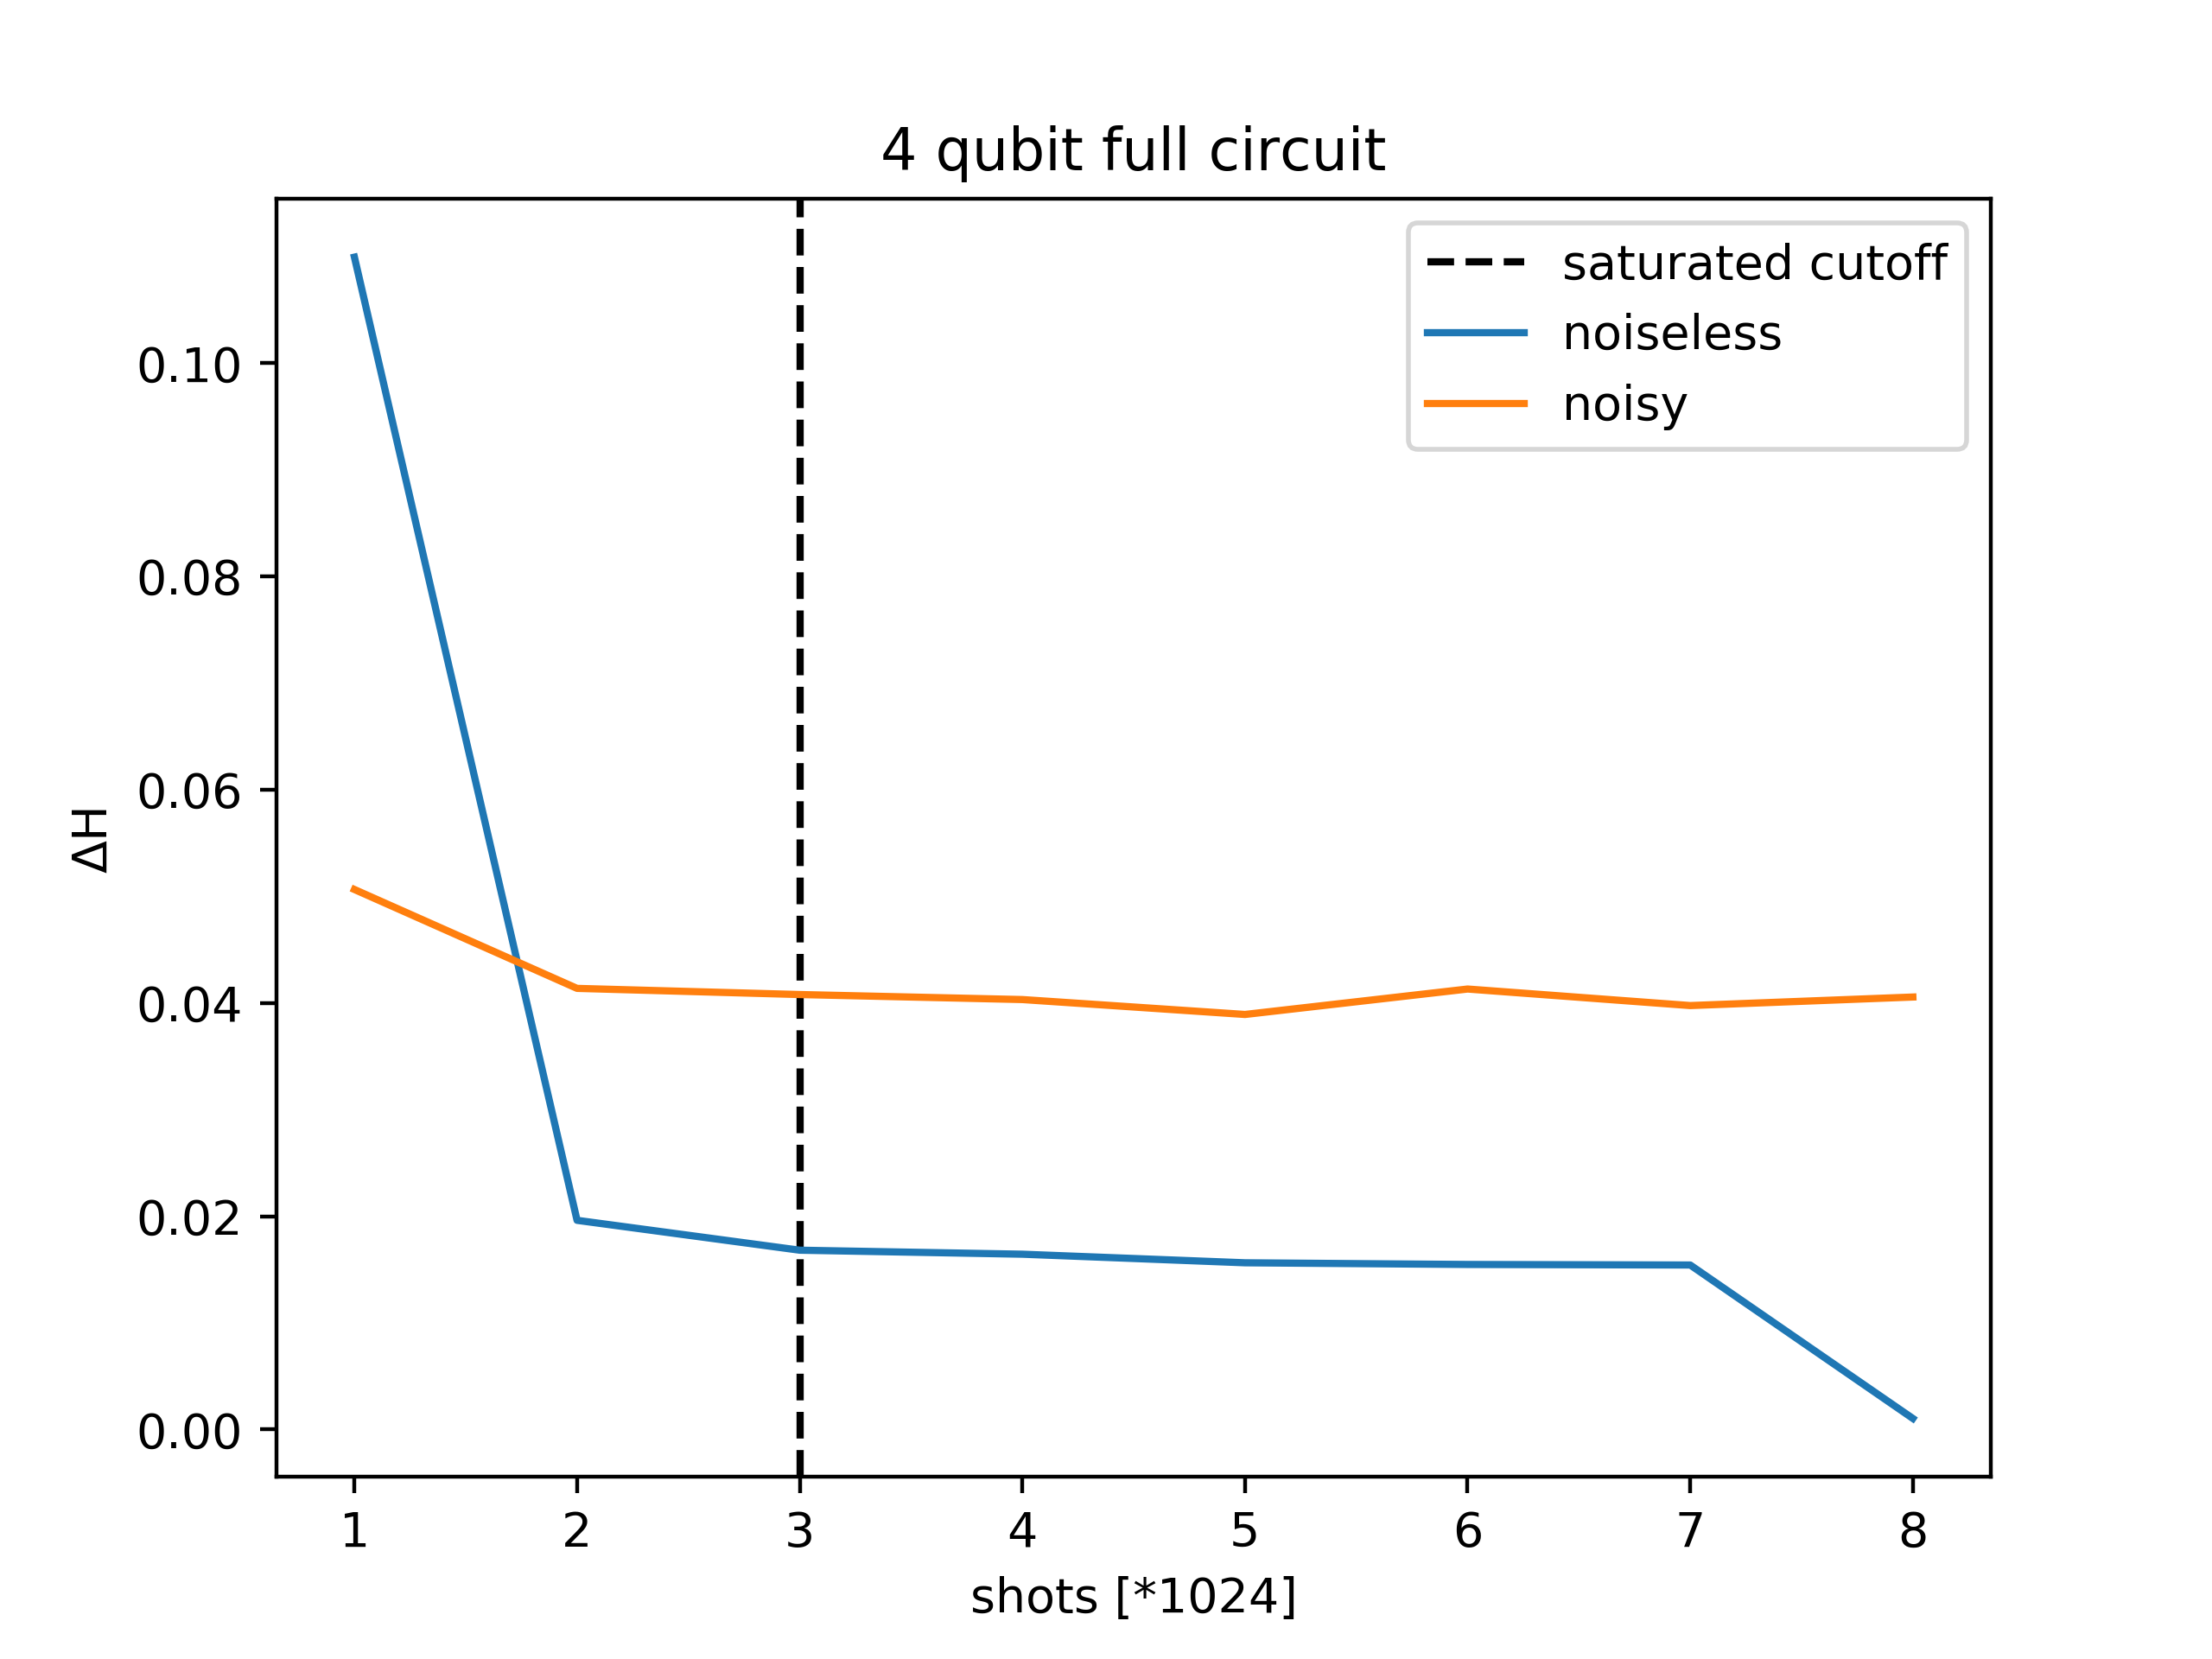 4 qubit full circuit
saturated cutoff
noiseless
noisy
0.10
0.08
0.06
0.04
0.02
0.00
ΔH
1 2 3 4 5 6 7 8
shots [*1024]